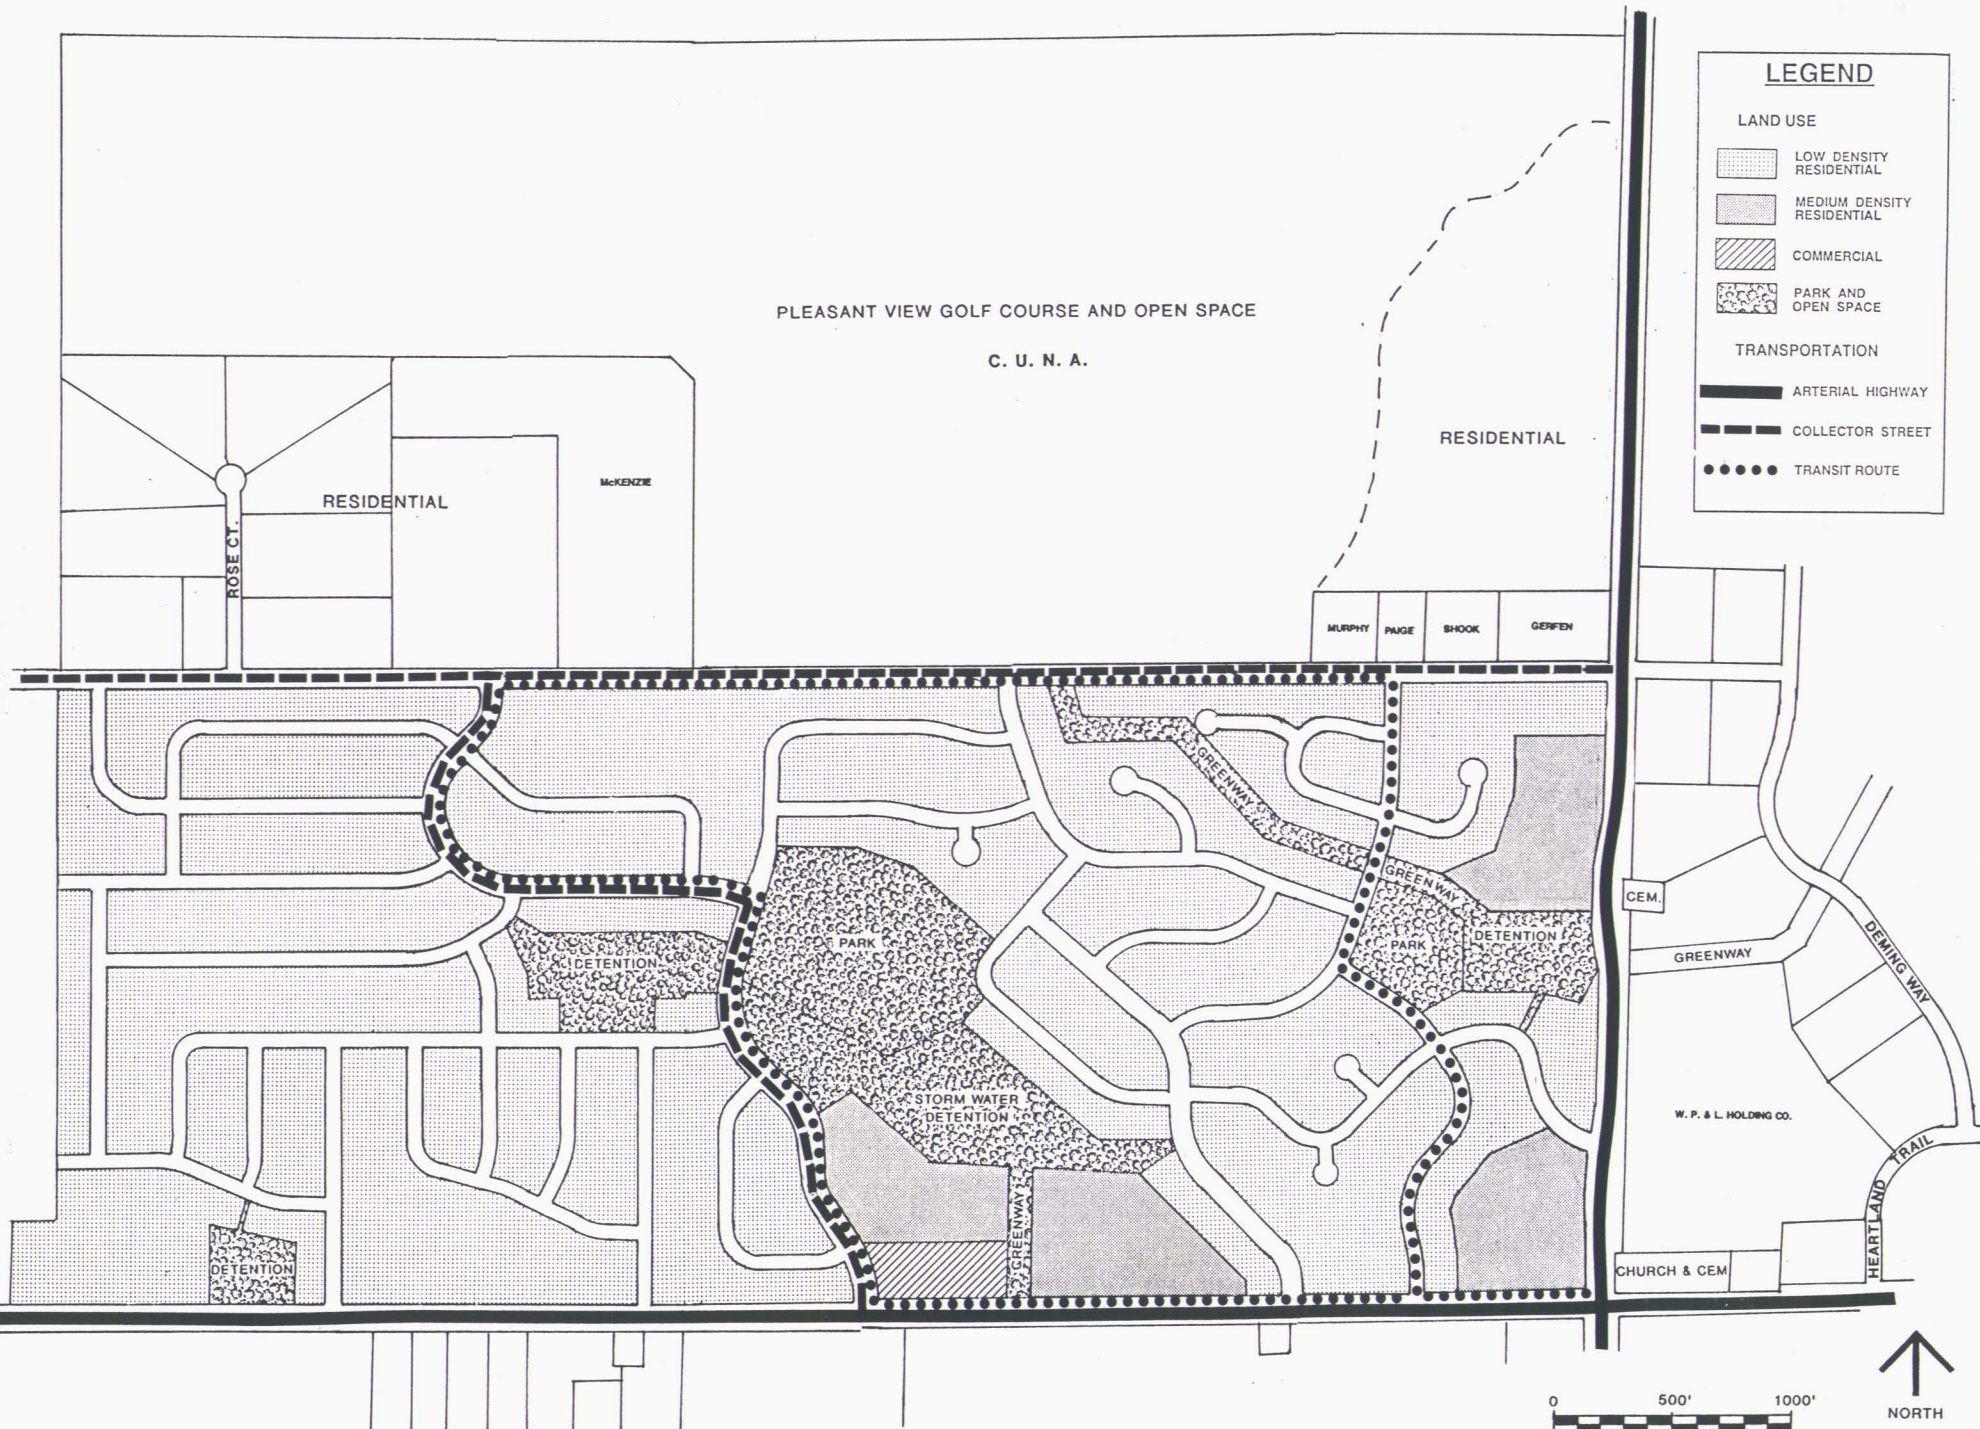 LEGEND
LAND USE
LOW DENSITY
RESIDENTIAL
MEDIUM DENSITY
RESIDENTIAL
COMMERCIAL
PARK AND
OPEN SPACE
TRANSPORTATION
ARTERIAL HIGHWAY
COLLECTOR STREET
TRANSIT ROUTE
PLEASANT VIEW GOLF COURSE AND OPEN SPACE
C. U. N. A.
RESIDENTIAL
McKENZIE
RESIDENTIAL
ROSE CT.
MURPHY
PAIGE
SHOOK
GERFEN
GREENWAY
GREENWAY
CEM.
PARK
PARK
DETENTION
DETENTION
GREENWAY
DEMING WAY
STORM WATER
DETENTION
W. P. & L. HOLDING CO.
HEARTLAND TRAIL
GREENWAY
DETENTION
CHURCH & CEM
0 500' 1000'
NORTH